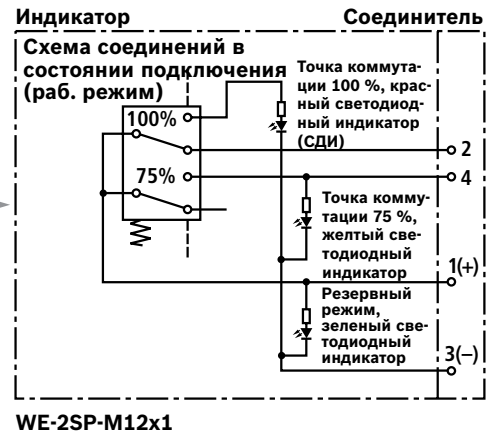 Индикатор
Соединитель
Схема соединений в
состоянии подключения
(раб. режим)
Точка коммута-
ции 100 %, крас-
ный светодиод-
ный индикатор
(СДИ)
100%
2
75%
4
Точка комму-
тации 75 %,
желтый све-
тодиодный
индикатор
1(+)
Резервный
режим,
зеленый све-
тодиодный
индикатор
3(–)
WE-2SP-M12x1